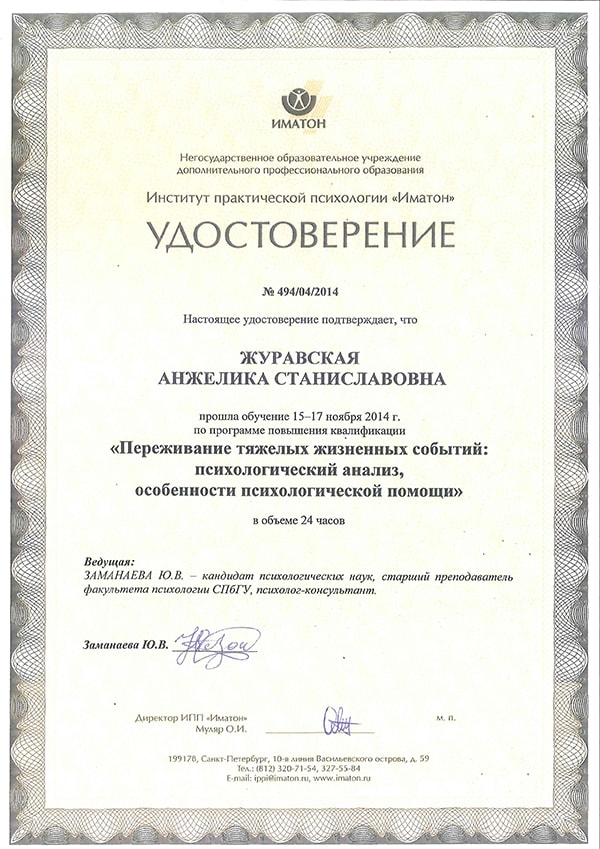 ИМАТОН
Негосударственное образовательное учреждение
дополнительного профессионального образования
Институт практической психологии «Иматон»
УДОСТОВЕРЕНИЕ
№ 494/04/2014
Настоящее удостоверение подтверждает, что
ЖУРАВСКАЯ
АНЖЕЛИКА СТАНИСЛАВОВНА
прошла обучение 15–17 ноября 2014 г.
по программе повышения квалификации
«Переживание тяжелых жизненных событий:
психологический анализ,
особенности психологической помощи»
в объеме 24 часов
Ведущая:
ЗАМАНАЕВА Ю.В. – кандидат психологических наук, старший преподаватель
факультета психологии СПбГУ, психолог-консультант.
Заманаева Ю.В.
Директор ИПП «Иматон»
Муляр О.И.
м. п.
199178, Санкт-Петербург, 10-я линия Васильевского острова, д. 59
Тел.: (812) 320-71-54, 327-55-84
E-mail: ippi@imaton.ru, www.imaton.ru